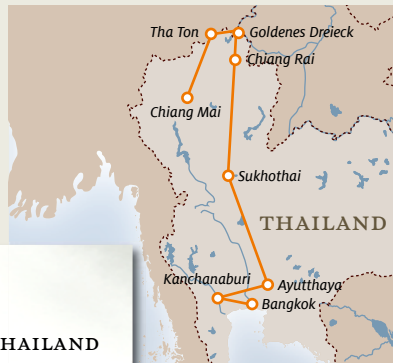 Tha Ton
Goldenes Dreieck
Chiang Rai
Chiang Mai
Sukhothai
THAILAND
Kanchanaburi
Ayutthaya
Bangkok
HAILAND